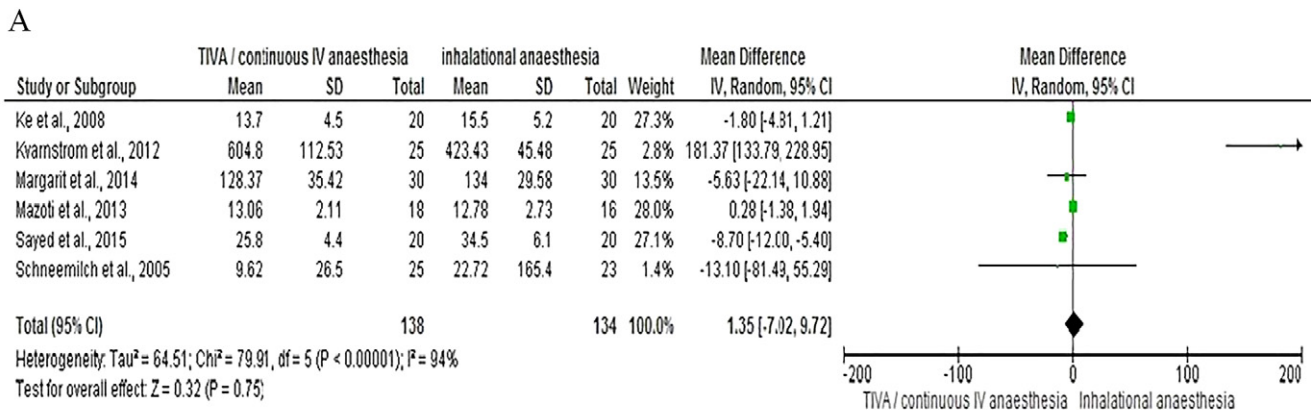 A
TIVA / continuous IV anaesthesia inhalational anaesthesia Mean Difference Mean Difference
Study or Subgroup Mean SD Total Mean SD Total Weight IV, Random, 95% CI IV, Random, 95% CI
Ke et al., 2008 13.7 4.5 20 15.5 5.2 20 27.3% -1.80 [-4.81, 1.21]
Kvarnstrom et al., 2012 604.8 112.53 25 423.43 45.48 25 2.8% 181.37 [133.79, 228.95]
Margarit et al., 2014 128.37 35.42 30 134 29.58 30 13.5% -5.63 [-22.14, 10.88]
Mazoti et al., 2013 13.06 2.11 18 12.78 2.73 16 28.0% 0.28 [-1.38, 1.94]
Sayed et al., 2015 25.8 4.4 20 34.5 6.1 20 27.1% -8.70 [-12.00, -5.40]
Schneemilch et al., 2005 9.62 26.5 25 22.72 165.4 23 1.4% -13.10 [-81.49, 55.29]
Total (95% CI) 138 134 100.0% 1.35 [-7.02, 9.72]
Heterogeneity: Tau² = 64.51; Chi² = 79.91, df = 5 (P < 0.00001); I² = 94%
Test for overall effect: Z = 0.32 (P = 0.75)
-200 -100 0 100 200
TIVA / continuous IV anaesthesia Inhalational anaesthesia